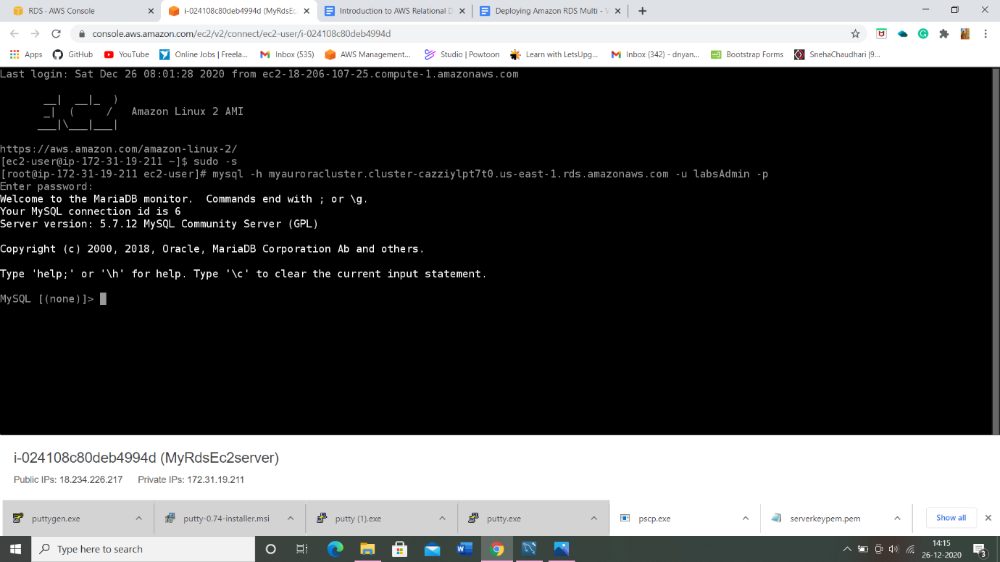 RDS · AWS Console
i-024108c80deb4994d (MyRdsEc
Introduction to AWS Relational D
Deploying Amazon RDS Multi - V
console.aws.amazon.com/ec2/v2/connect/ec2-user/i-024108c80deb4994d
Apps
GitHub
YouTube
Online Jobs | Freela...
Inbox (535)
AWS Management...
Studio | Powtoon
Learn with LetsUpg...
Inbox (342) - dnyan...
Bootstrap Forms
SnehaChaudhari |9...
Last login: Sat Dec 26 08:01:28 2020 from ec2-18-206-107-25.compute-1.amazonaws.com
__|  __|_  )
_|  (     /   Amazon Linux 2 AMI
___|\___|___|
https://aws.amazon.com/amazon-linux-2/
[ec2-user@ip-172-31-19-211 ~]$ sudo -s
[root@ip-172-31-19-211 ec2-user]# mysql -h myauroracluster.cluster-cazziylpt7t0.us-east-1.rds.amazonaws.com -u labsAdmin -p
Enter password:
Welcome to the MariaDB monitor.  Commands end with ; or \g.
Your MySQL connection id is 6
Server version: 5.7.12 MySQL Community Server (GPL)
Copyright (c) 2000, 2018, Oracle, MariaDB Corporation Ab and others.
Type 'help;' or '\h' for help. Type '\c' to clear the current input statement.
MySQL [(none)]>
i-024108c80deb4994d (MyRdsEc2server)
Public IPs: 18.234.226.217 Private IPs: 172.31.19.211
puttygen.exe
putty-0.74-installer.msi
putty (1).exe
putty.exe
pscp.exe
serverkeypem.pem
Show all
Type here to search
14:15
26-12-2020
3